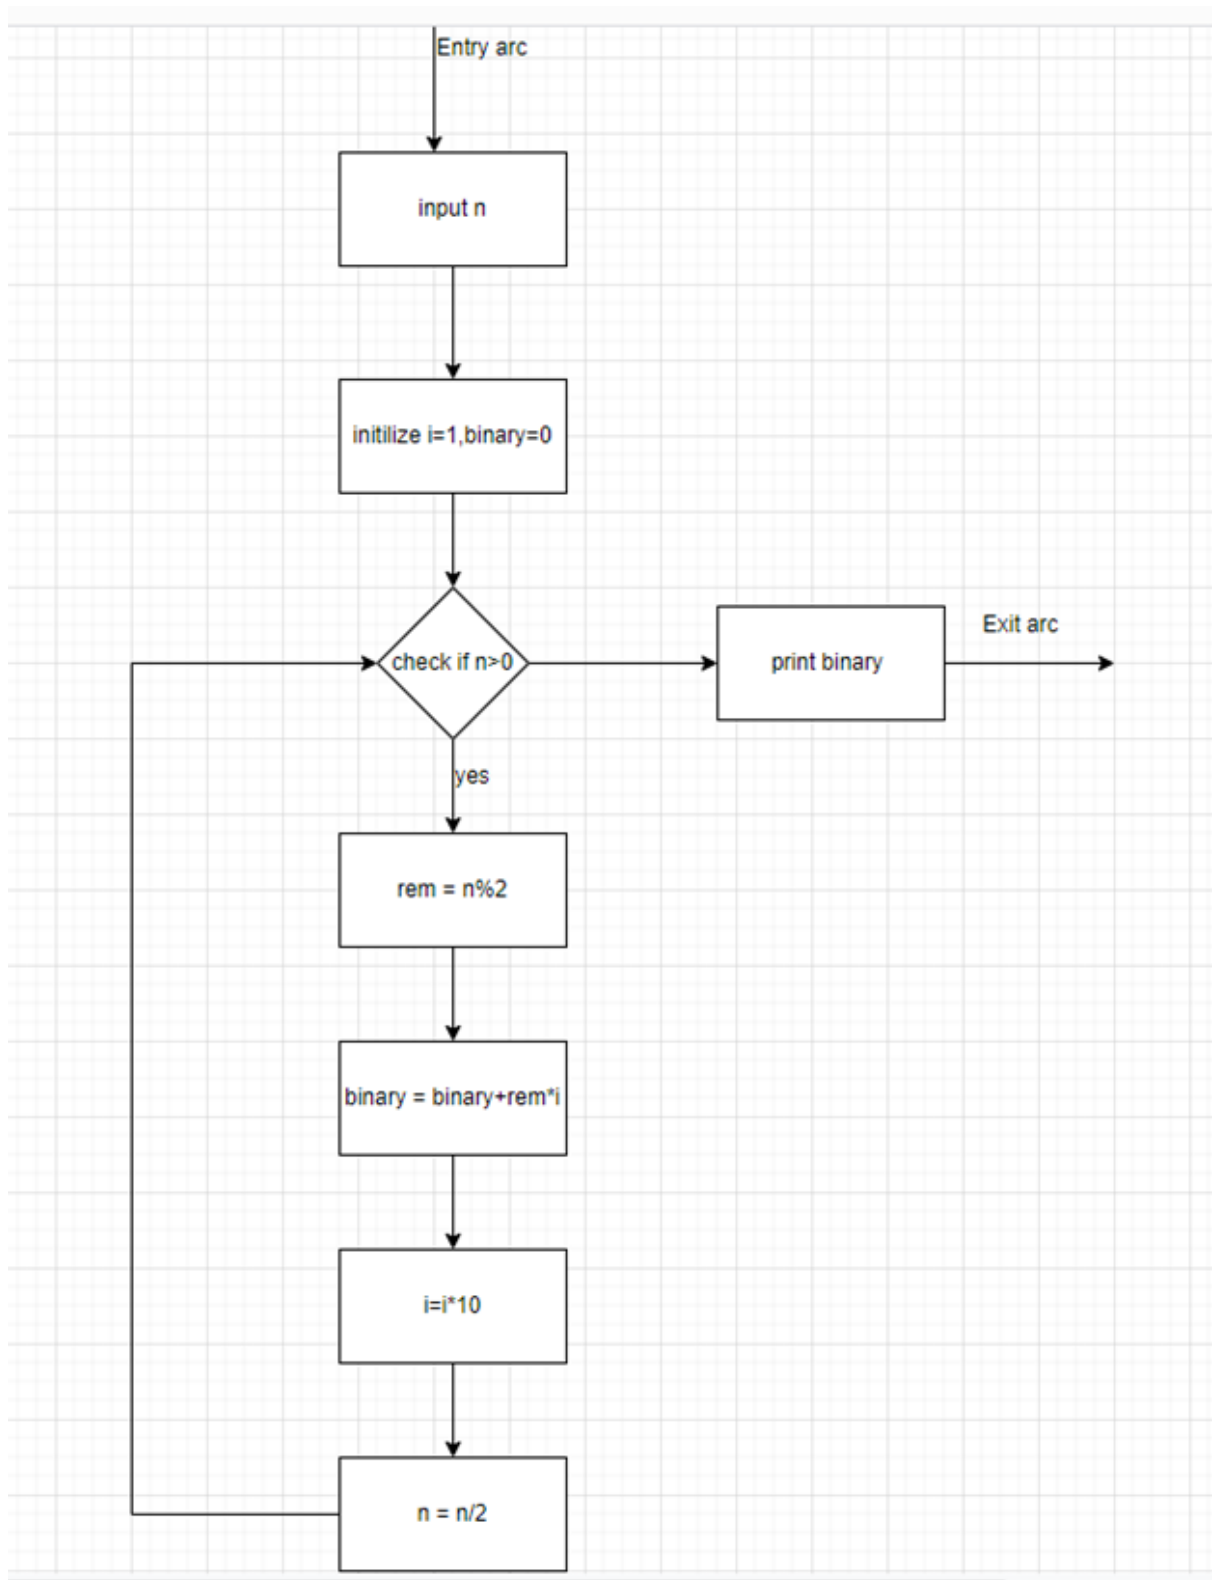 Entry arc
input n
initilize i=1,binary=0
check if n>0
print binary
Exit arc
yes
rem = n%2
binary = binary+rem*i
i=i*10
n = n/2